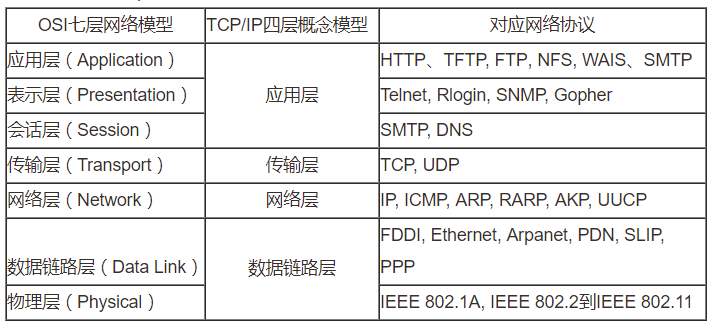 OSI七层网络模型 TCP/IP四层概念模型 对应网络协议
应用层（Application） 应用层 HTTP、TFTP, FTP, NFS, WAIS、SMTP
表示层（Presentation） Telnet, Rlogin, SNMP, Gopher
会话层（Session） SMTP, DNS
传输层（Transport） 传输层 TCP, UDP
网络层（Network） 网络层 IP, ICMP, ARP, RARP, AKP, UUCP
数据链路层（Data Link） 数据链路层 FDDI, Ethernet, Arpanet, PDN, SLIP,
PPP
物理层（Physical） IEEE 802.1A, IEEE 802.2到IEEE 802.11